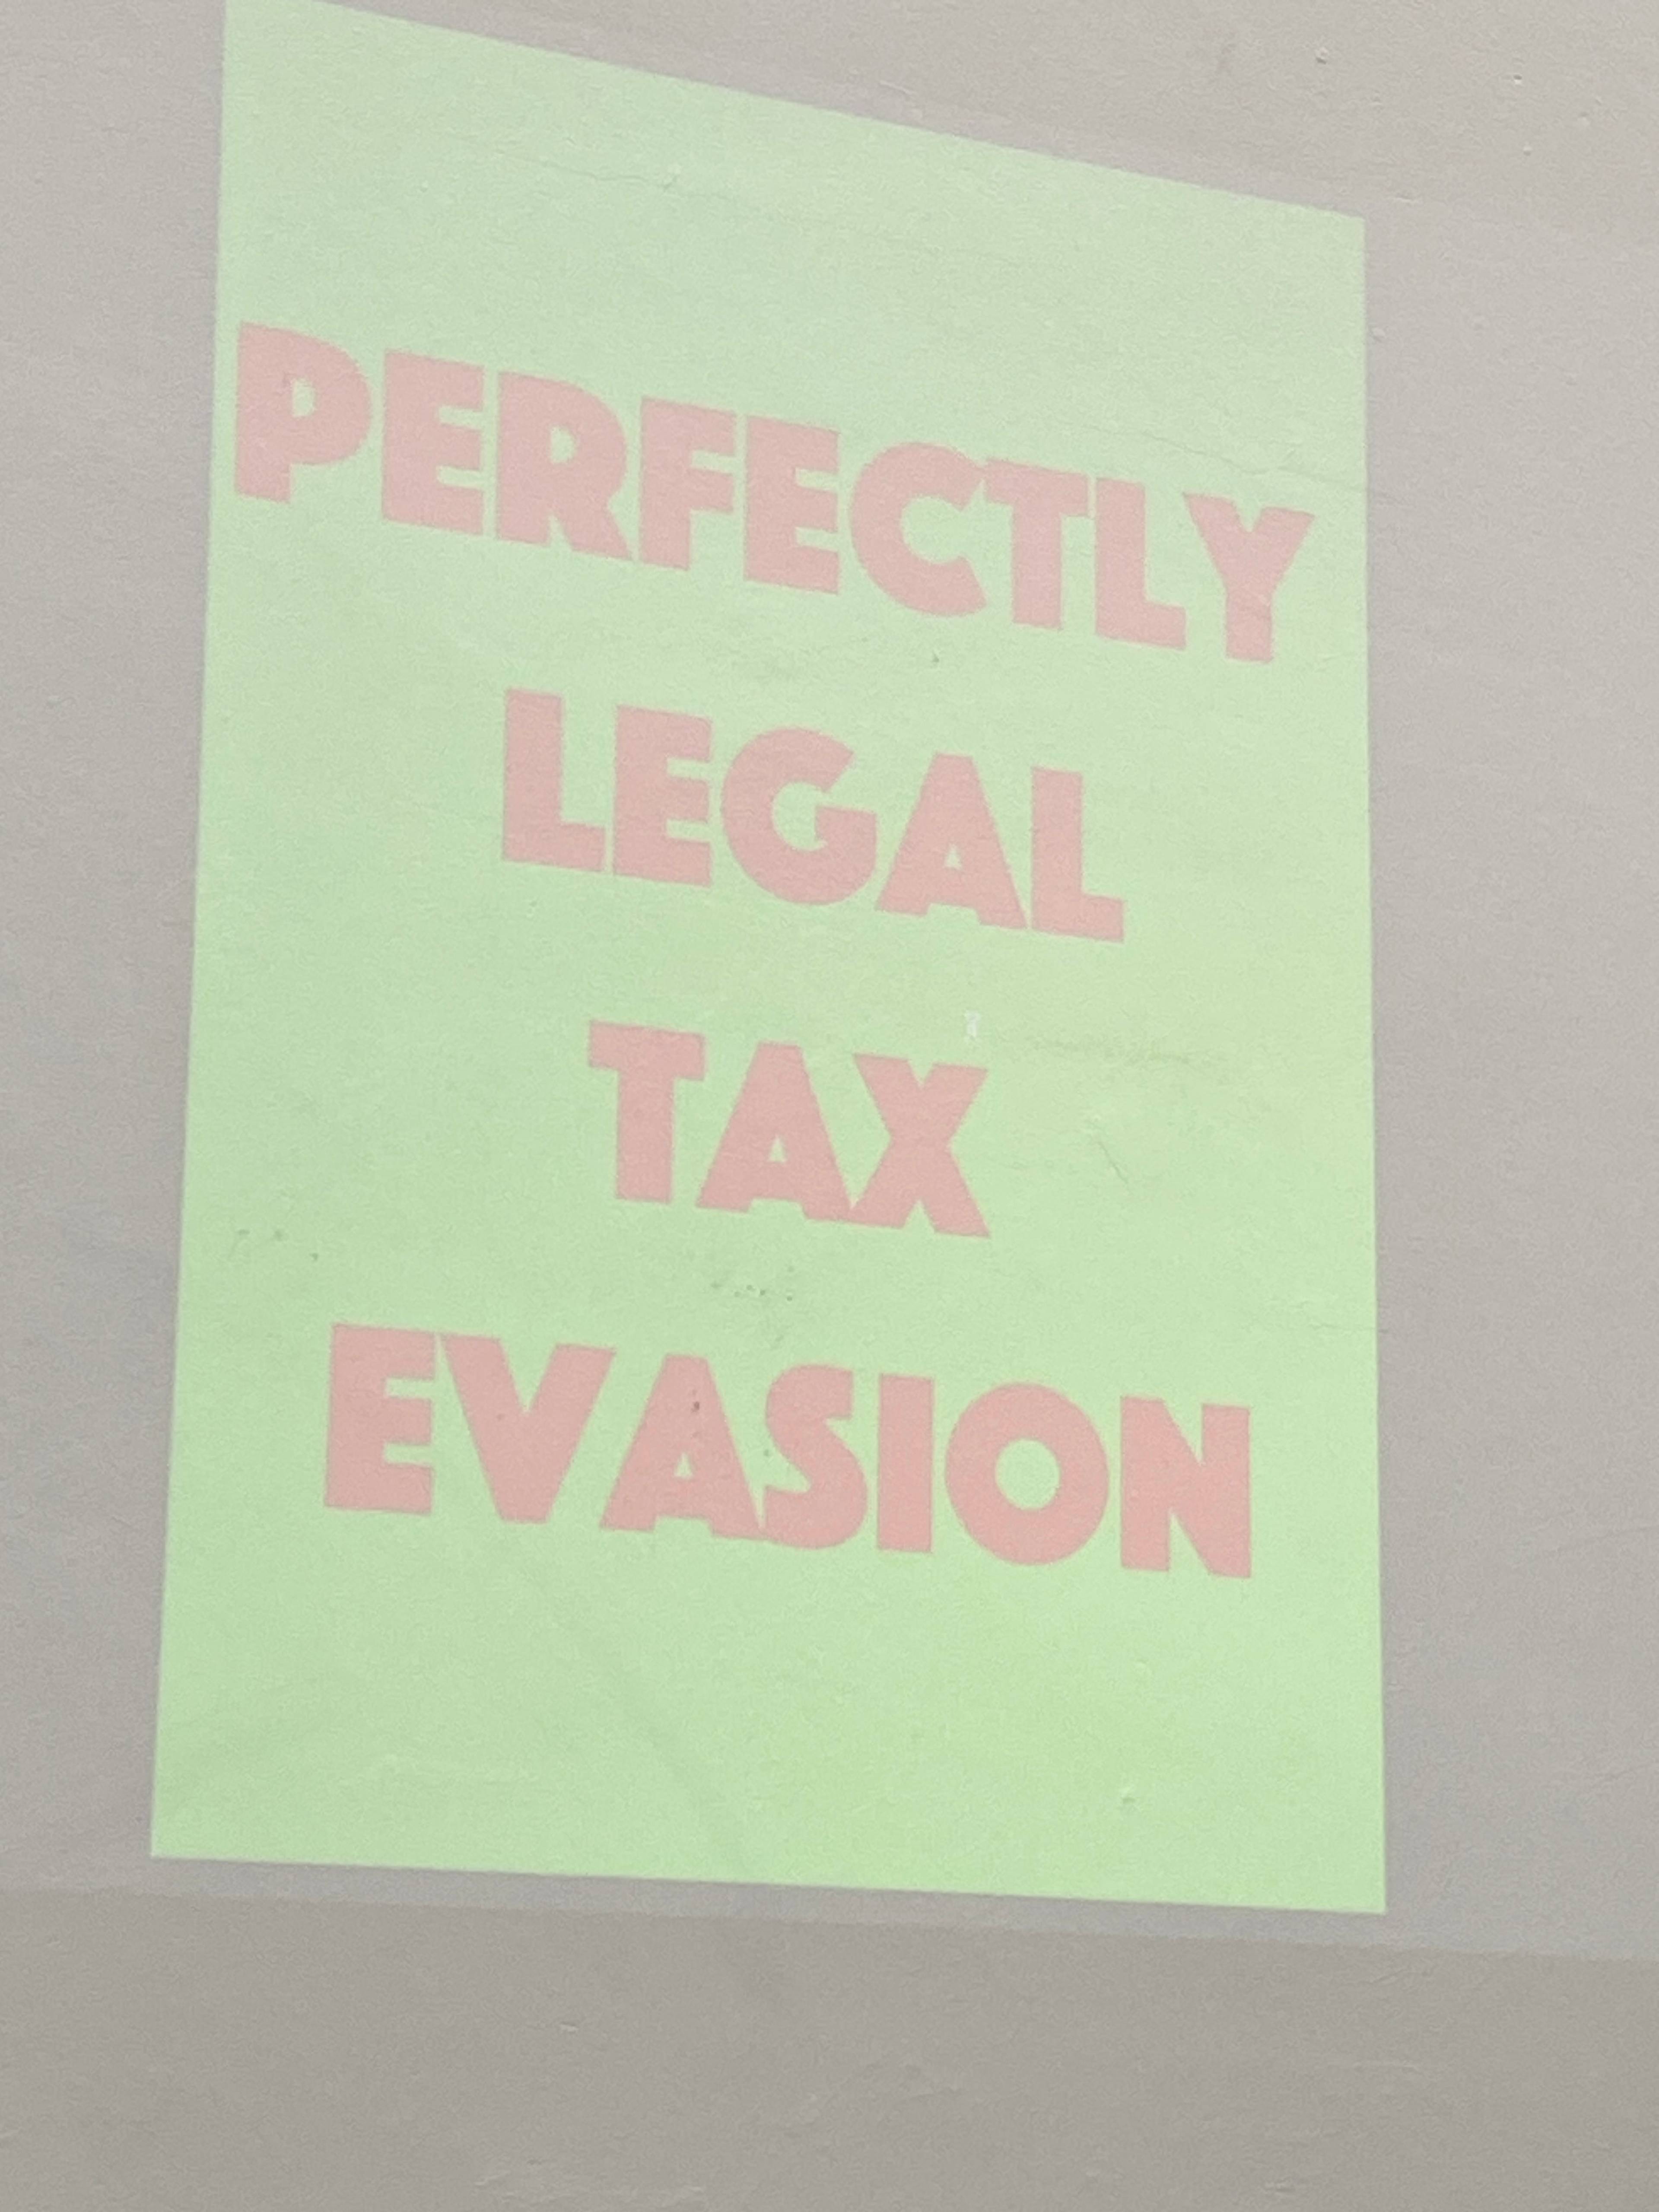 PERFECTLY
LEGAL
TAX
EVASION